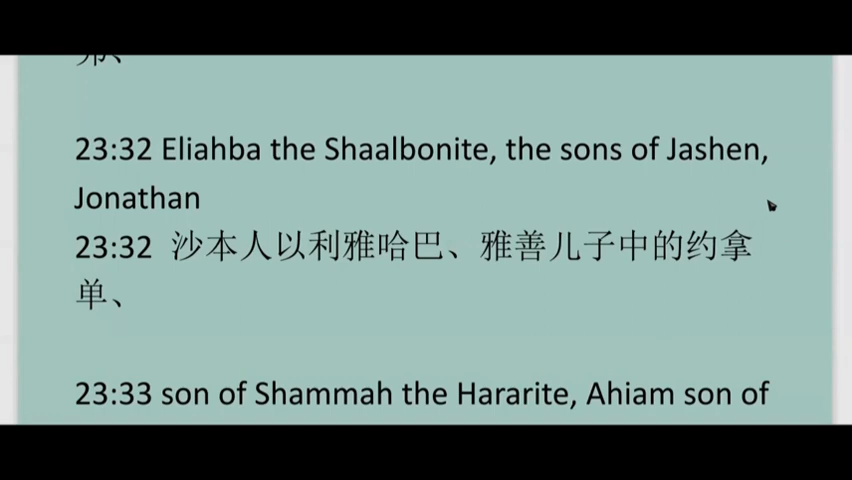 23:32 Eliahba the Shaalbonite, the sons of Jashen,
Jonathan
23:32 沙本人以利雅哈巴、雅善儿子中的约拿
单、
23:33 son of Shammah the Hararite, Ahiam son of